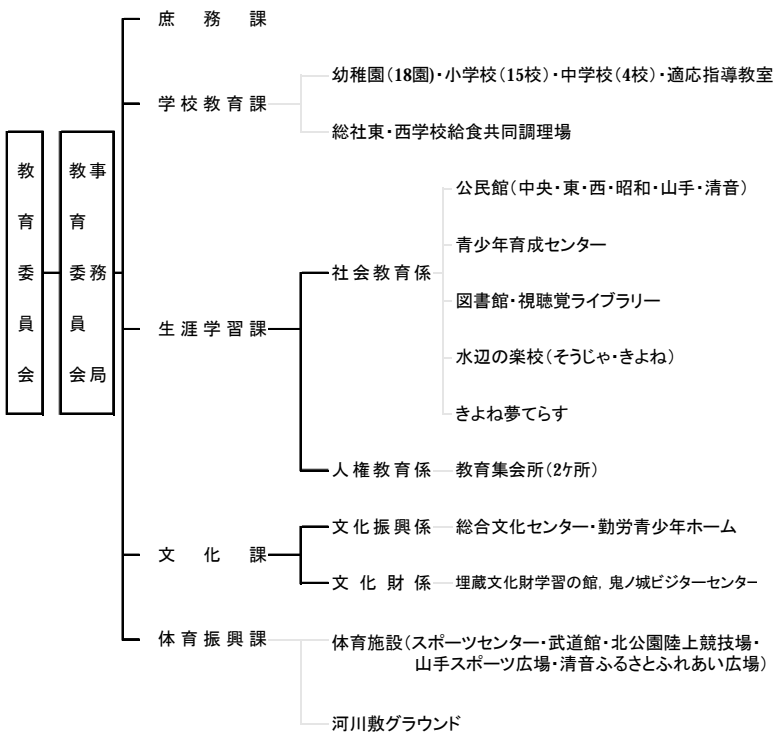 教育委員会
教育委員会
事務局
庶務課
学校教育課
幼稚園(18園)・小学校(15校)・中学校(4校)・適応指導教室
総社東・西学校給食共同調理場
生涯学習課
社会教育係
公民館(中央・東・西・昭和・山手・清音)
青少年育成センター
図書館・視聴覚ライブラリー
水辺の楽校(そうじゃ・きよね)
きよね夢てらす
人権教育係
教育集会所(2ケ所)
文化課
文化振興係
総合文化センター・勤労青少年ホーム
文化財係
埋蔵文化財学習の館, 鬼ノ城ビジターセンター
体育振興課
体育施設(スポーツセンター・武道館・北公園陸上競技場・
山手スポーツ広場・清音ふるさとふれあい広場)
河川敷グラウンド